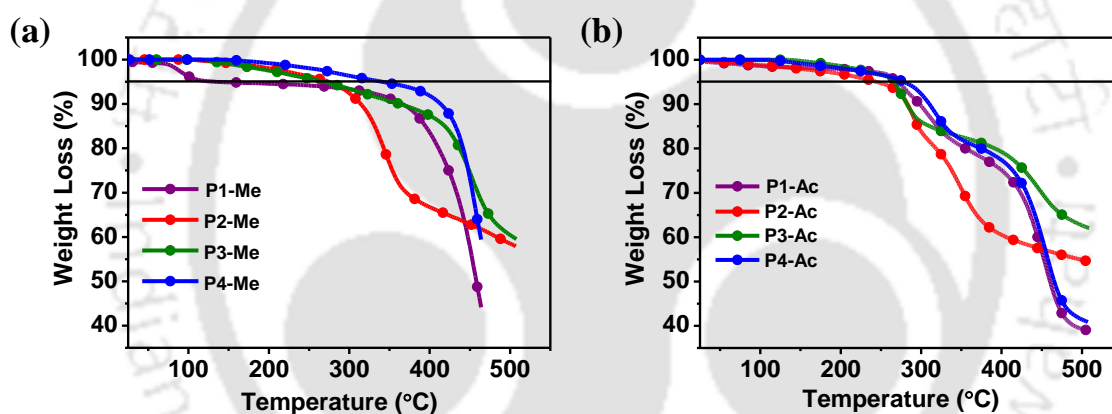 (a)
100
90
80
70
60
50
40
Weight Loss (%)
P1-Me
P2-Me
P3-Me
P4-Me
100
200
300
400
500
Temperature (°C)
(b)
100
90
80
70
60
50
40
Weight Loss (%)
P1-Ac
P2-Ac
P3-Ac
P4-Ac
100
200
300
400
500
Temperature (°C)